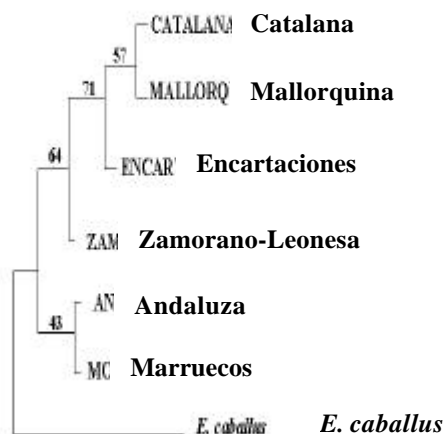 CATALANA Catalana
57
71
MALLORQ Mallorquina
64
ENCAR Encartaciones
ZAM Zamorano-Leonesa
AN Andaluza
43
MC Marruecos
E. caballus E. caballus